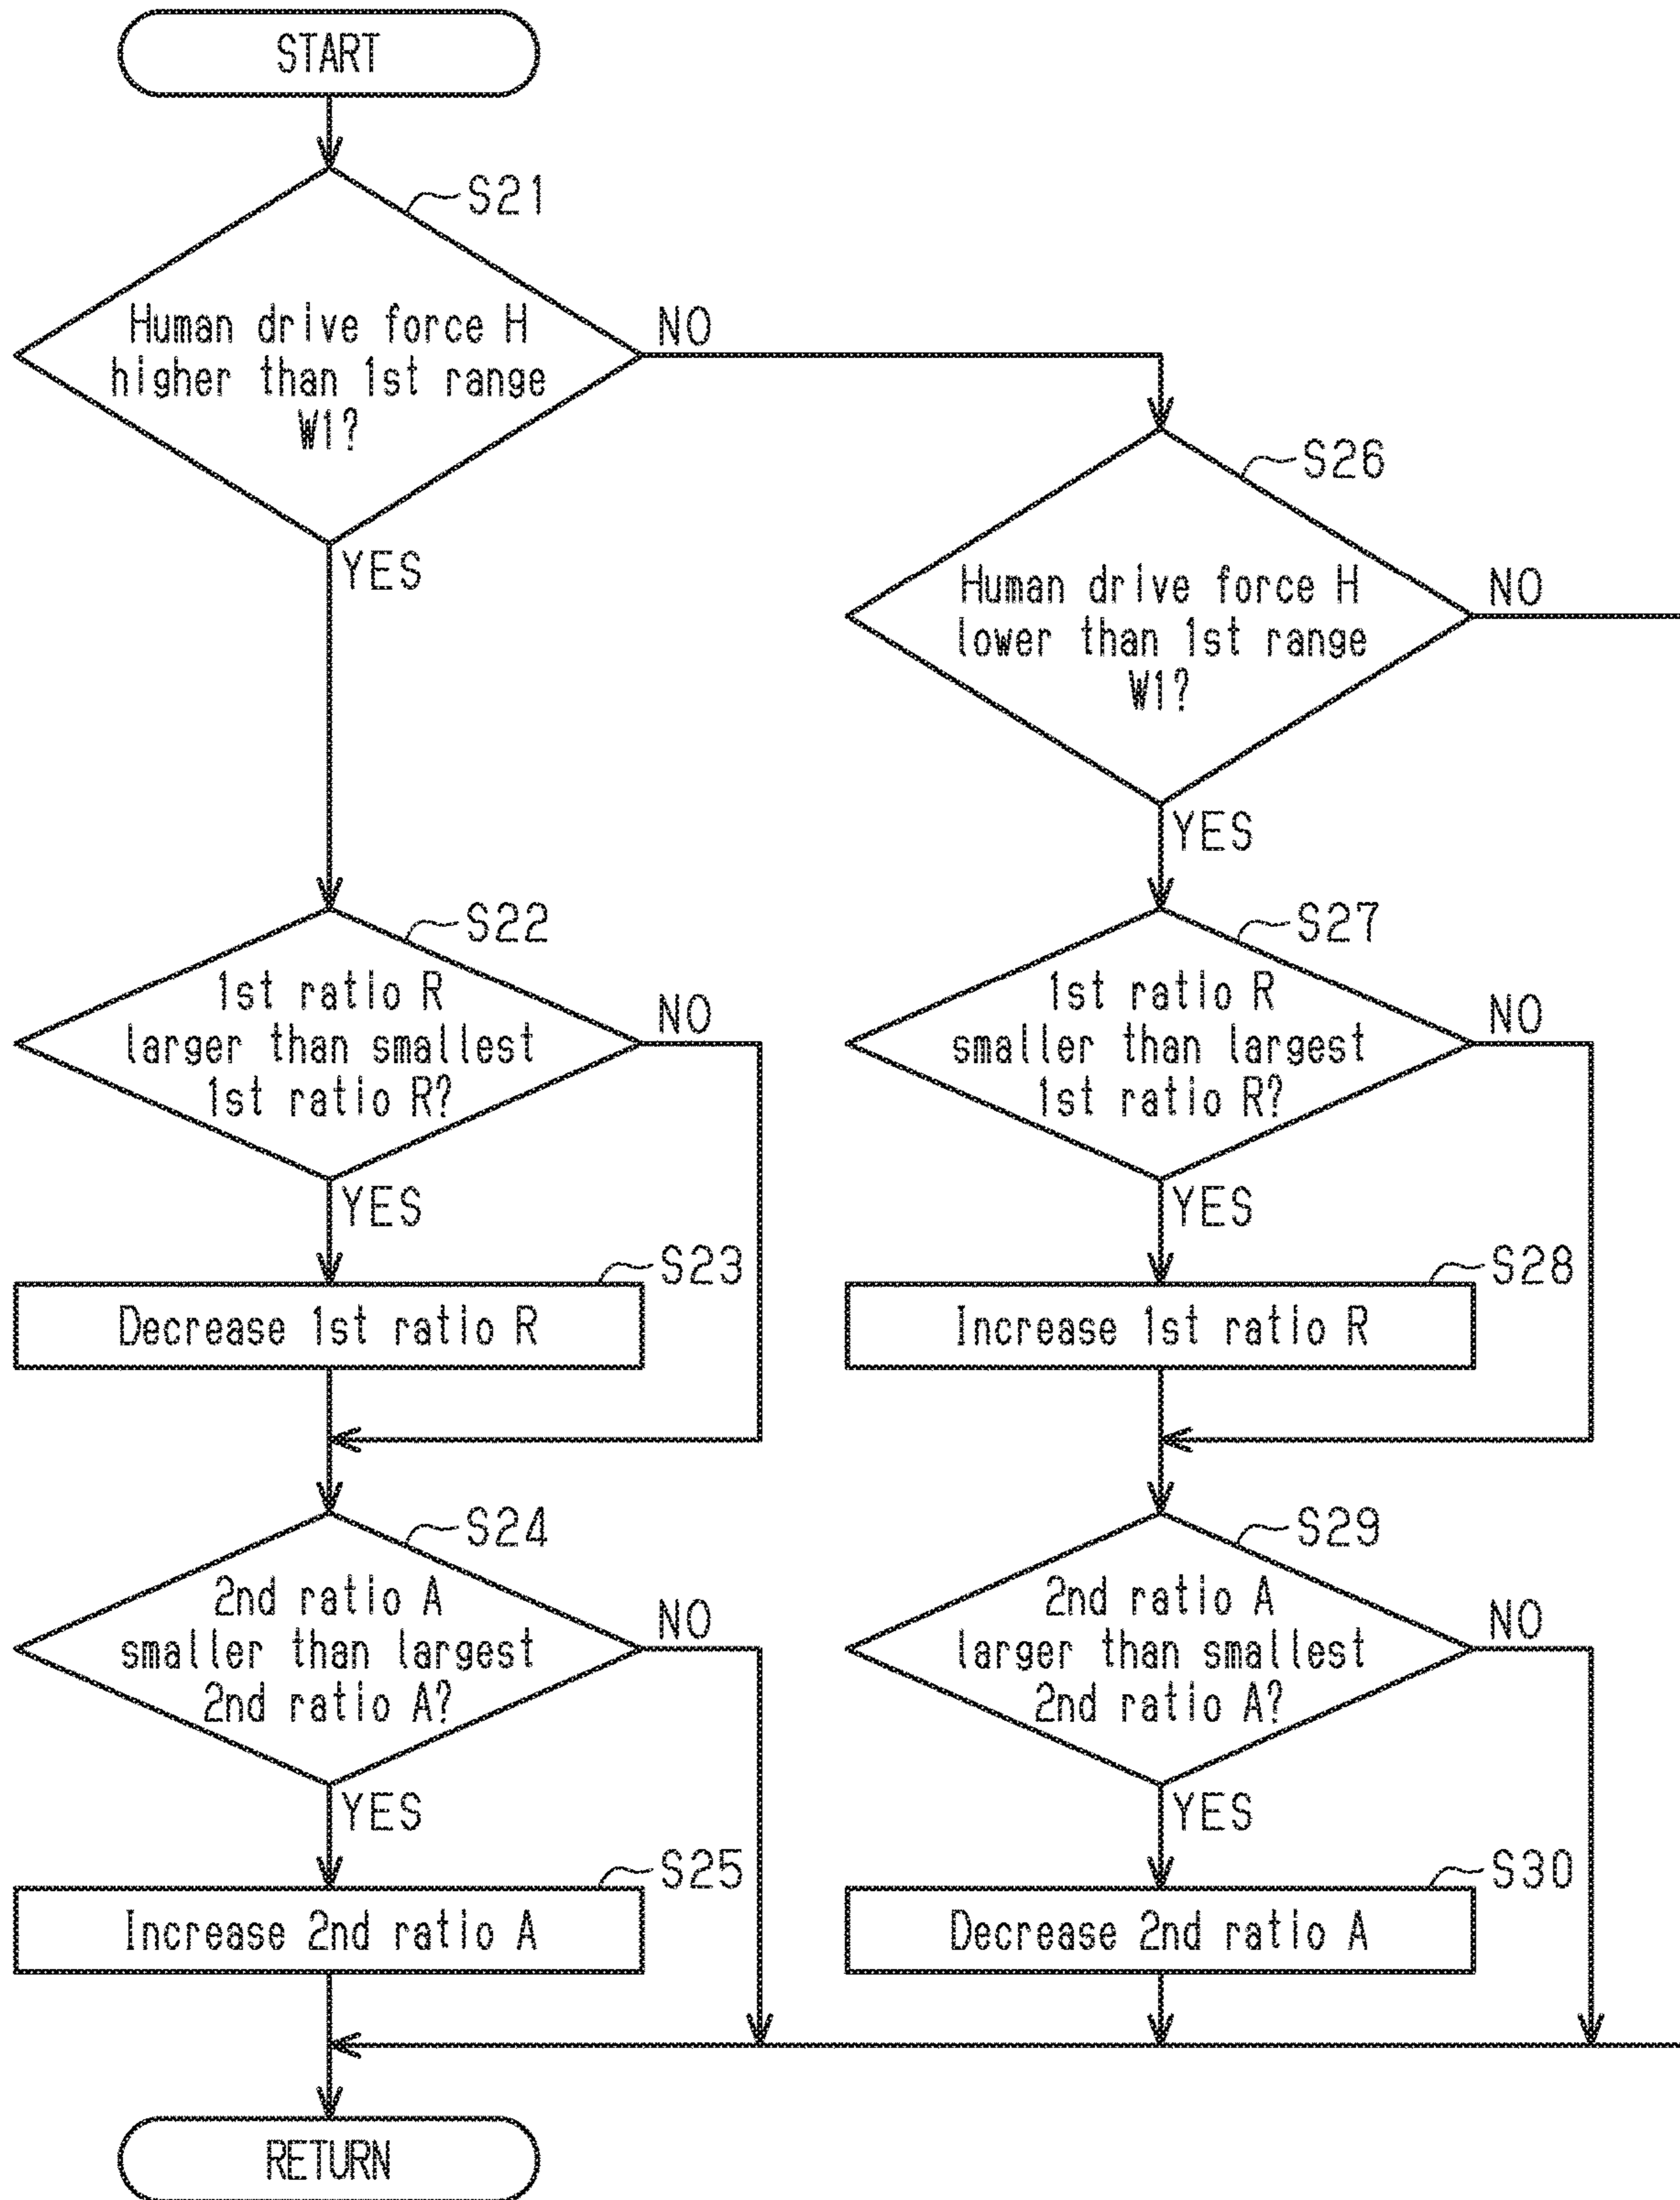 START
S21
Human drive force H
higher than 1st range
W1?
NO
YES
S26
Human drive force H
lower than 1st range
W1?
NO
YES
S22
1st ratio R
larger than smallest
1st ratio R?
NO
YES
S23
Decrease 1st ratio R
S27
1st ratio R
smaller than largest
1st ratio R?
NO
YES
S28
Increase 1st ratio R
S24
2nd ratio A
smaller than largest
2nd ratio A?
NO
YES
S25
Increase 2nd ratio A
S29
2nd ratio A
larger than smallest
2nd ratio A?
NO
YES
S30
Decrease 2nd ratio A
RETURN